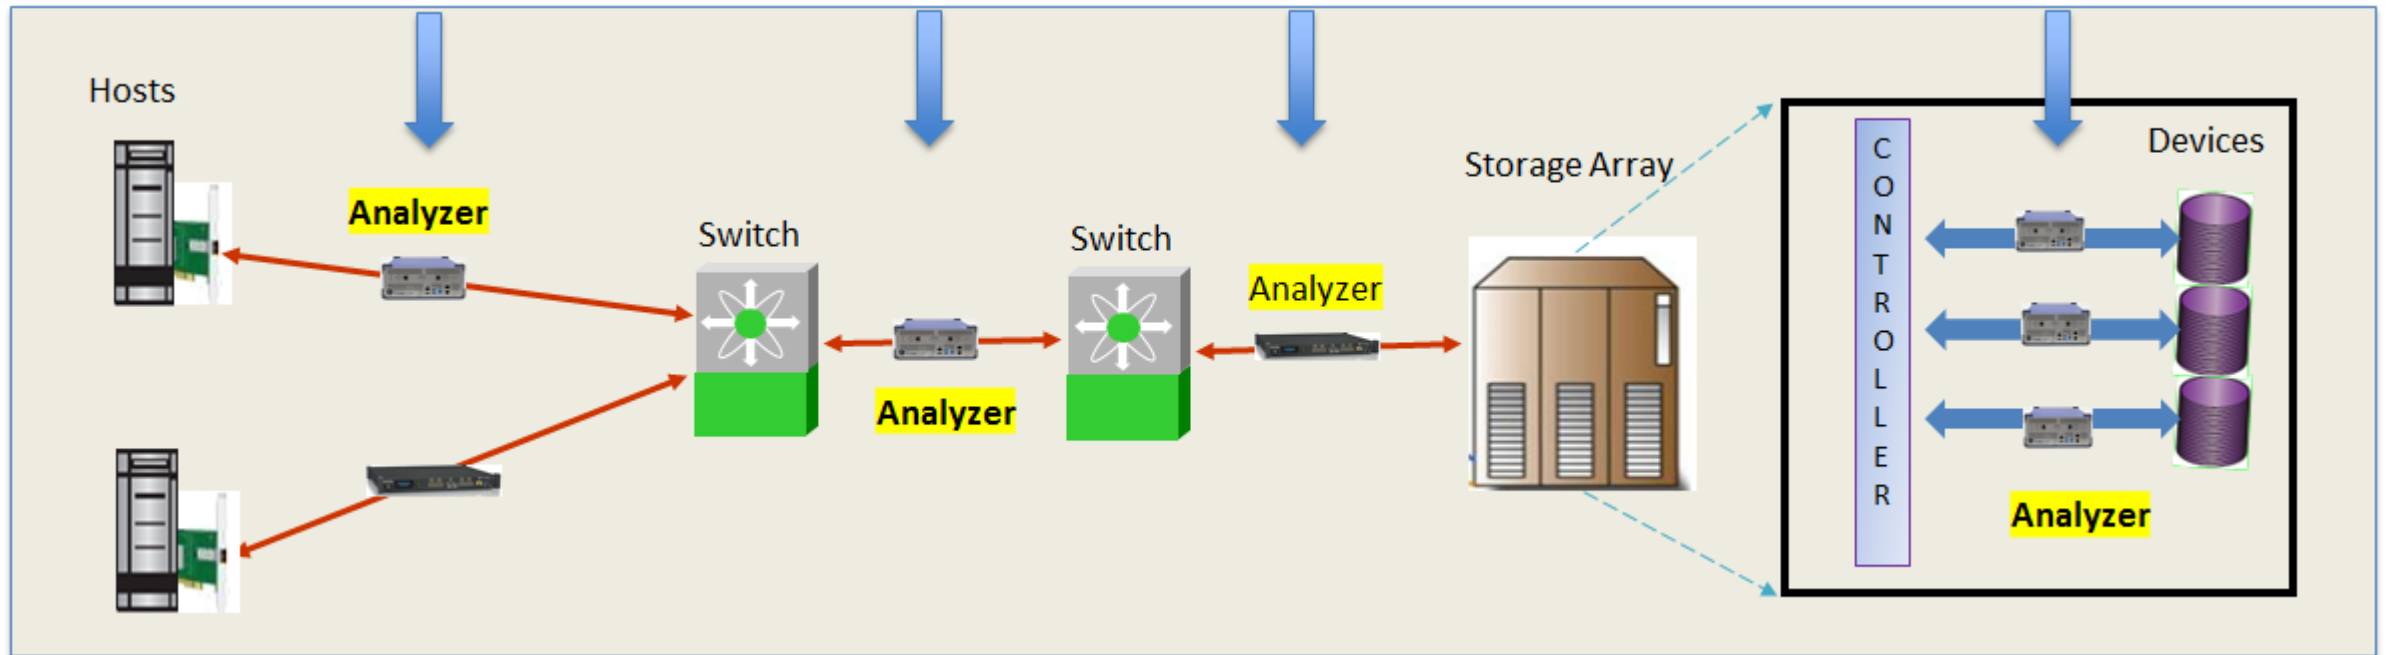 Hosts
Analyzer
Switch
Analyzer
Switch
Analyzer
Storage Array
CONTROLLER
Devices
Analyzer